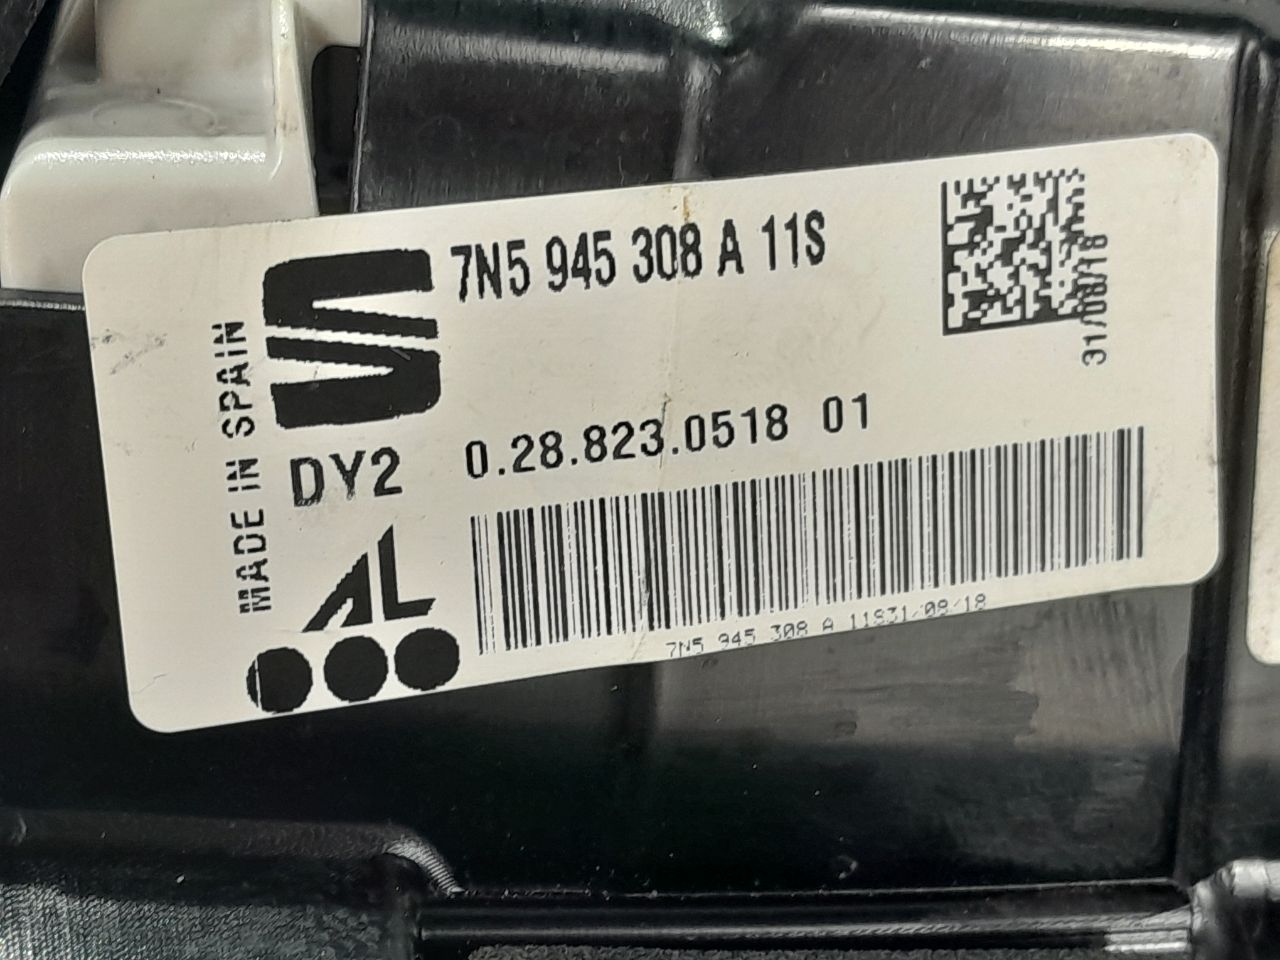 7N5 945 308 A 11S
31/08/18
MADE IN SPAIN
DY2
0.28.823.0518 01
AL
7N5 945 308 A 11S31/08/18